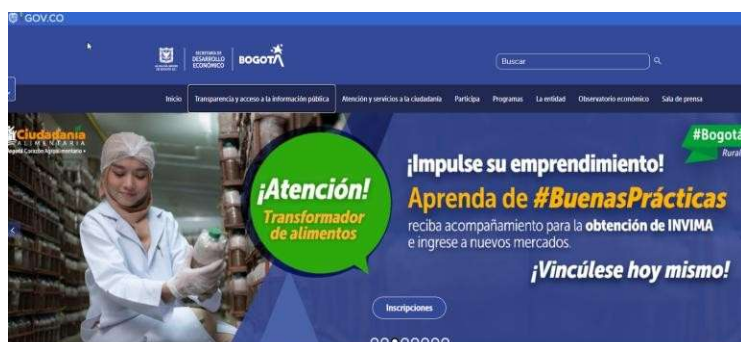 GOV.CO
SECRETARÍA DE
DESARROLLO
ECONÓMICO
BOGOTÁ
Buscar
Inicio
Transparencia y acceso a la información pública
Atención y servicios a la ciudadanía
Participa
Programas
La entidad
Observatorio económico
Sala de prensa
Ciudadanía
ALIMENTARIA
#Bogotá
Rural
¡Atención!
Transformador
de alimentos
¡Impulse su emprendimiento!
Aprenda de #BuenasPrácticas
reciba acompañamiento para la obtención de INVIMA
e ingrese a nuevos mercados.
¡Vincúlese hoy mismo!
Inscripciones